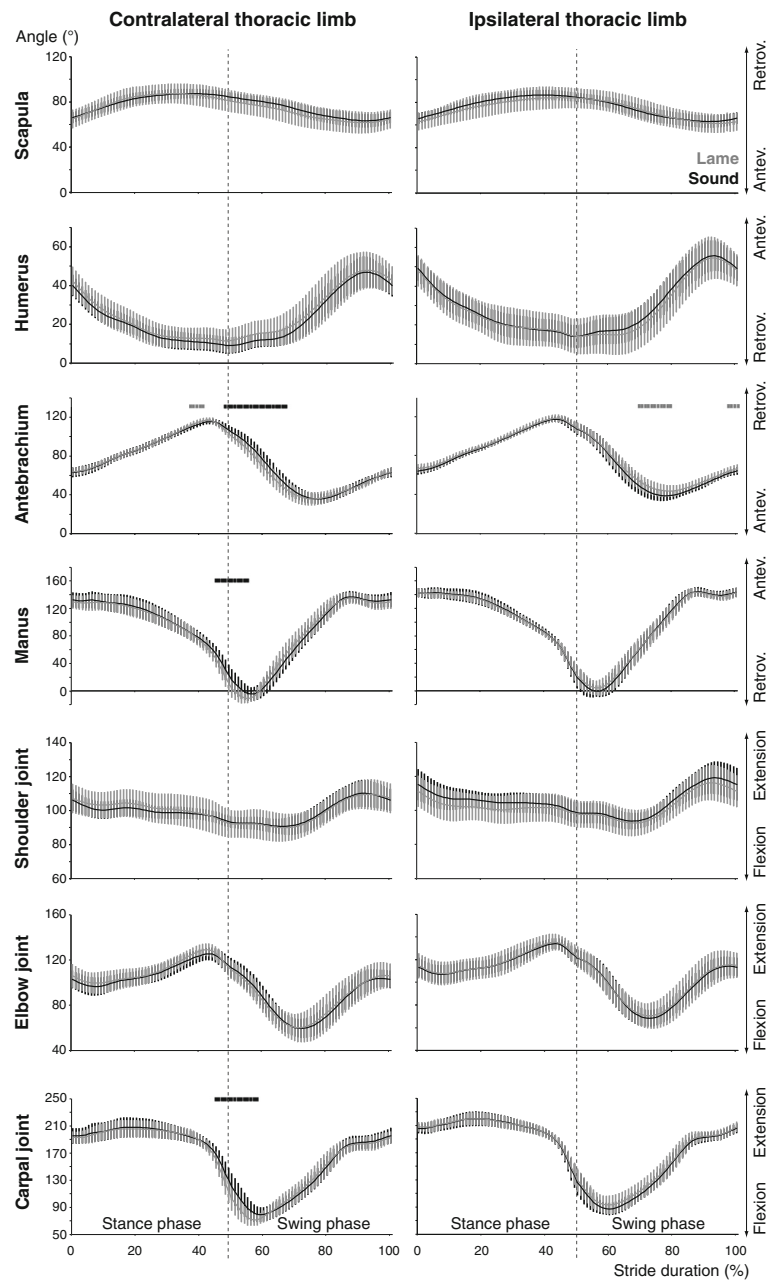 Contralateral thoracic limb
Ipsilateral thoracic limb
Angle (°)
Scapula
120
80
40
0
Lame
Sound
Retrov.
Antev.
Humerus
60
40
20
0
Antev.
Retrov.
Antebrachium
120
80
40
0
Retrov.
Antev.
Manus
160
120
80
40
0
Antev.
Retrov.
Shoulder joint
140
120
100
80
60
Extension
Flexion
Elbow joint
160
120
80
40
Extension
Flexion
Carpal joint
250
210
170
130
90
50
Stance phase
Swing phase
Stance phase
Swing phase
Extension
Flexion
0 20 40 60 80 100
0 20 40 60 80 100
Stride duration (%)